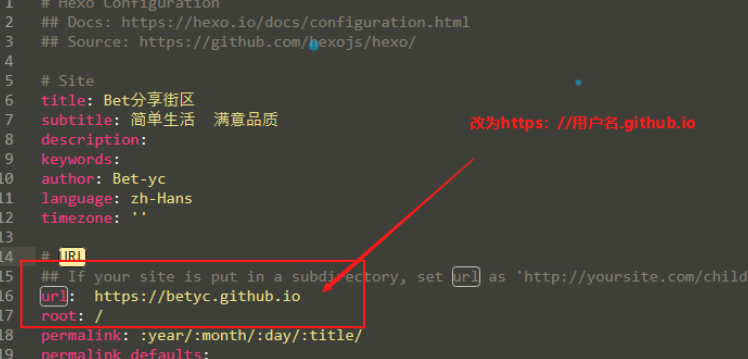 1 # Hexo Configuration
2 ## Docs: https://hexo.io/docs/configuration.html
3 ## Source: https://github.com/hexojs/hexo/
4
5 # Site
6 title: Bet分享街区
7 subtitle: 简单生活  满意品质
8 description:
9 keywords:
10 author: Bet-yc
11 language: zh-Hans
12 timezone: ''
13
14 # URL
15 ## If your site is put in a subdirectory, set url as 'http://yoursite.com/child
16 url:  https://betyc.github.io
17 root: /
18 permalink: :year/:month/:day/:title/
19 permalink_defaults:
改为https：//用户名.github.io